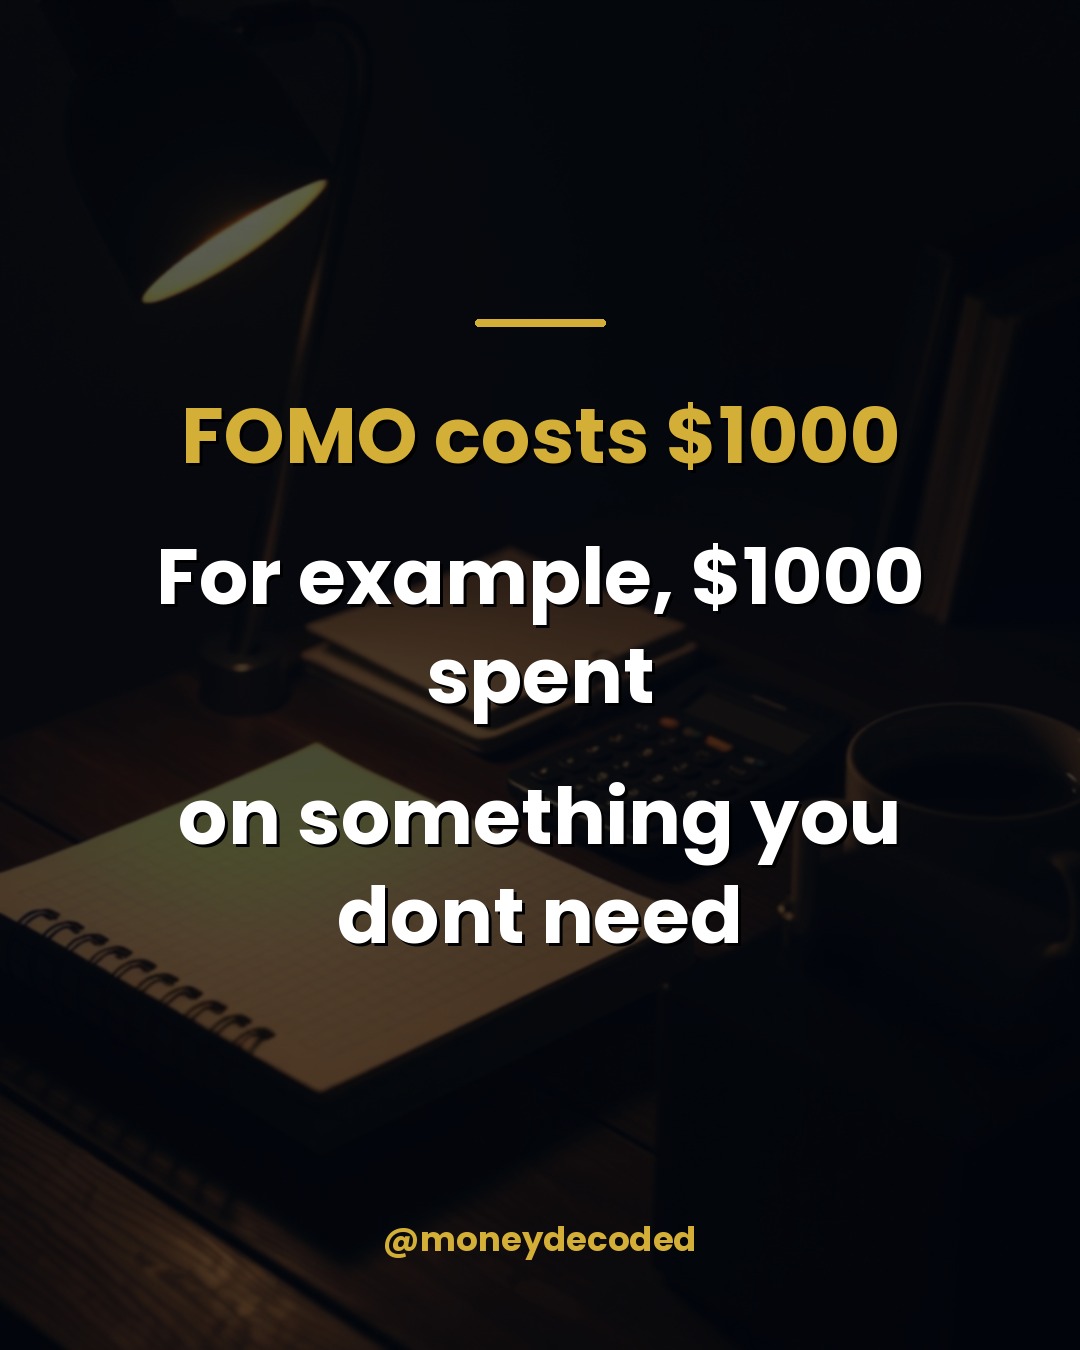 FOMO costs $1000
For example, $1000
spent
on something you
dont need
@moneydecoded